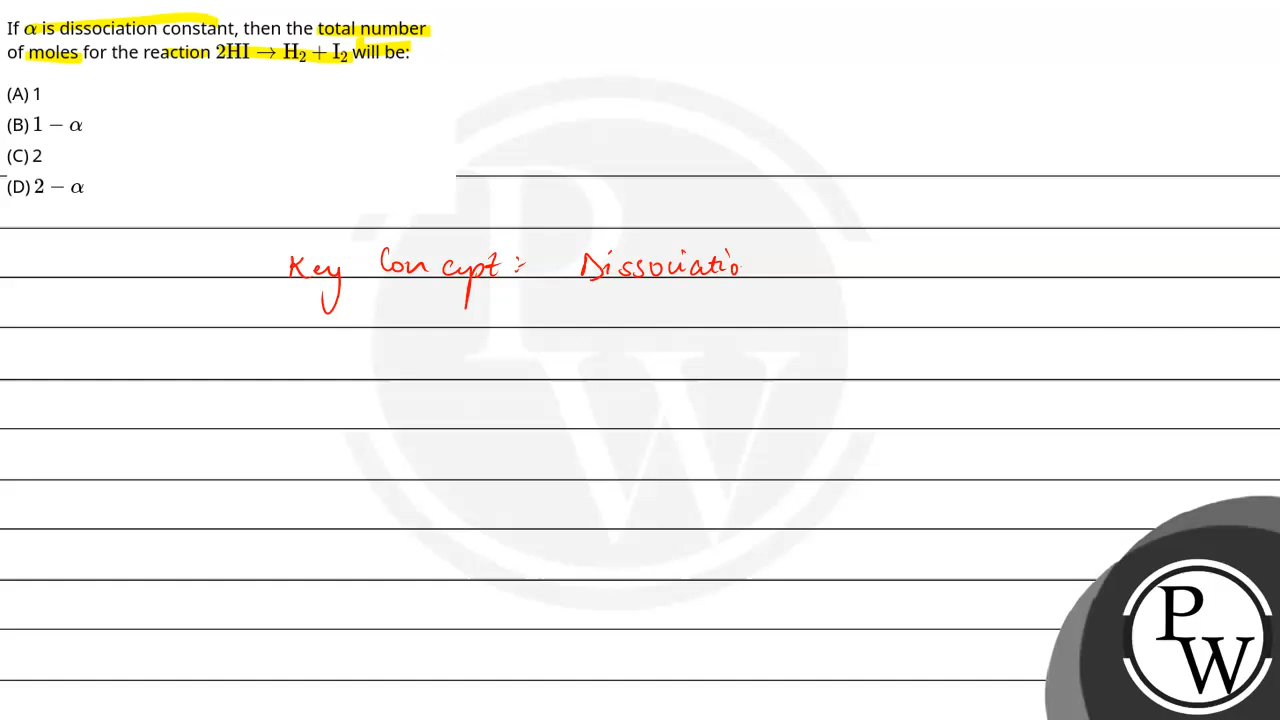 If α is dissociation constant, then the total number
of moles for the reaction 2HI → H₂ + I₂ will be:
(A) 1
(B) 1 − α
(C) 2
(D) 2 − α
Key Concept : Dissociatio
P
W
P
W